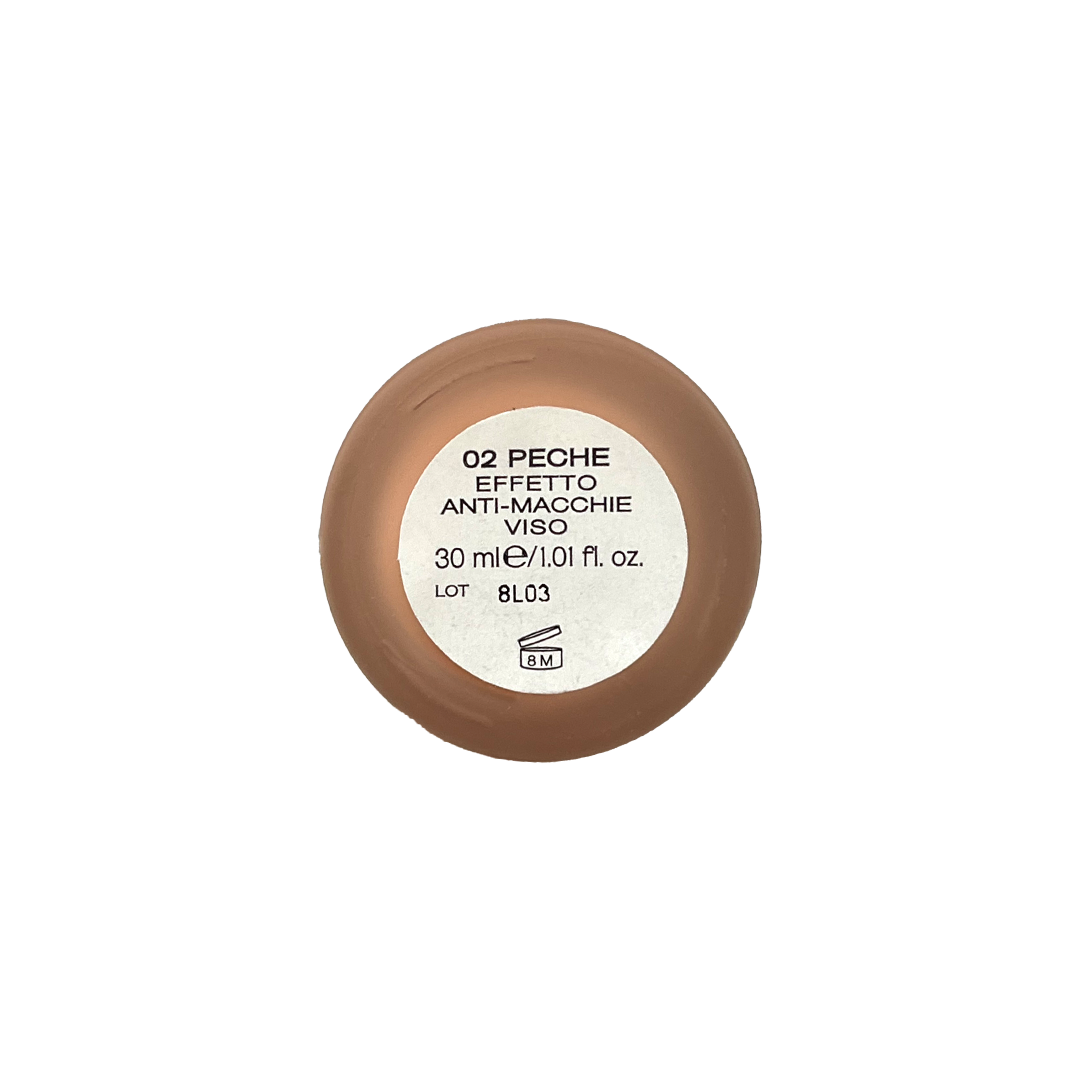 02 PECHE
EFFETTO
ANTI-MACCHIE
VISO
30 ml℮/1.01 fl. oz.
LOT 8L03
8M